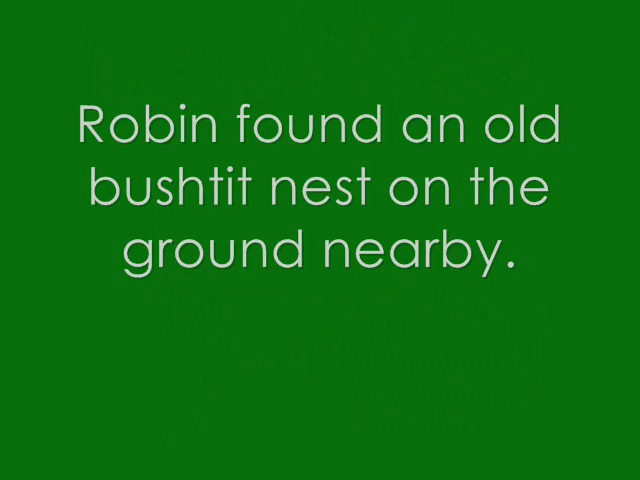 Robin found an old
bushtit nest on the
ground nearby.